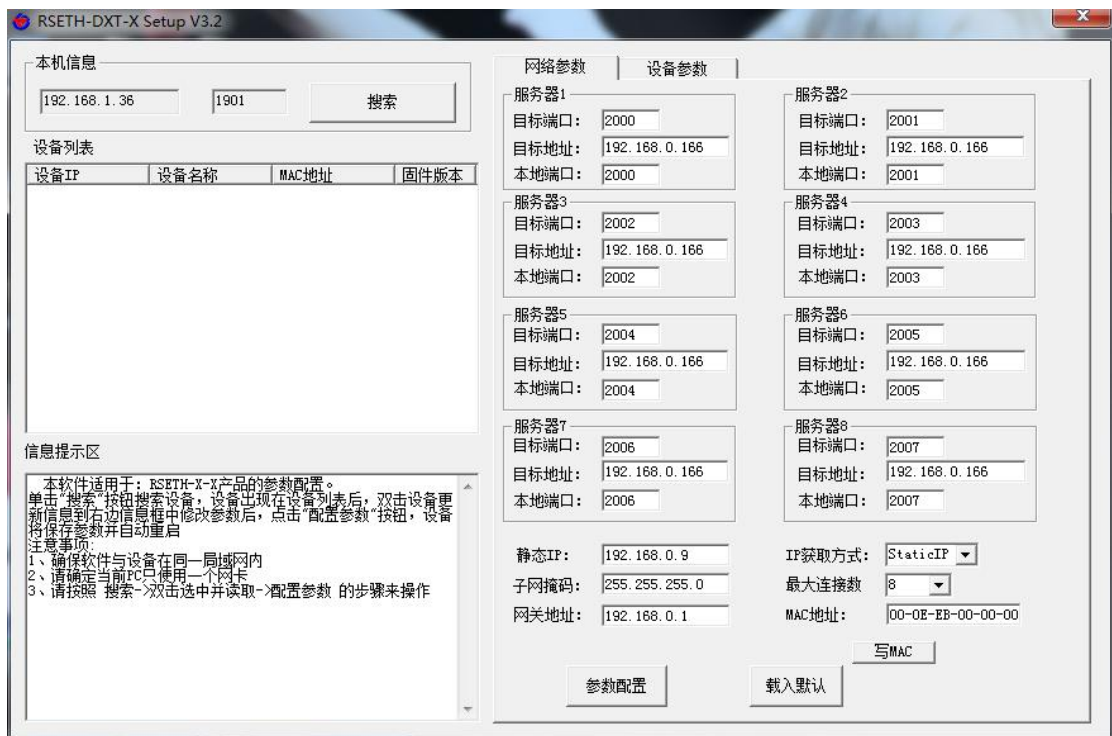 RSETH-DXT-X Setup V3.2
本机信息
192.168.1.36
1901
搜索
设备列表
设备IP 设备名称 MAC地址 固件版本
信息提示区
本软件适用于: RSETH-X-X产品的参数配置。
单击"搜索"按钮搜索设备，设备出现在设备列表后，双击设备更
新信息到右边信息框中修改参数后，点击"配置参数"按钮，设备
将保存参数并自动重启
注意事项:
1、确保软件与设备在同一局域网内
2、请确定当前PC只使用一个网卡
3、请按照 搜索->双击选中并读取->配置参数 的步骤来操作
网络参数 设备参数
服务器1
目标端口: 2000
目标地址: 192.168.0.166
本地端口: 2000
服务器2
目标端口: 2001
目标地址: 192.168.0.166
本地端口: 2001
服务器3
目标端口: 2002
目标地址: 192.168.0.166
本地端口: 2002
服务器4
目标端口: 2003
目标地址: 192.168.0.166
本地端口: 2003
服务器5
目标端口: 2004
目标地址: 192.168.0.166
本地端口: 2004
服务器6
目标端口: 2005
目标地址: 192.168.0.166
本地端口: 2005
服务器7
目标端口: 2006
目标地址: 192.168.0.166
本地端口: 2006
服务器8
目标端口: 2007
目标地址: 192.168.0.166
本地端口: 2007
静态IP: 192.168.0.9
子网掩码: 255.255.255.0
网关地址: 192.168.0.1
IP获取方式: StaticIP
最大连接数 8
MAC地址: 00-0E-EB-00-00-00
写MAC
参数配置
载入默认